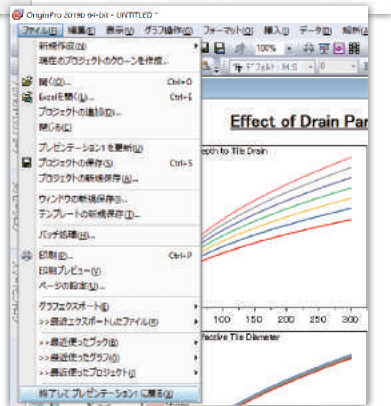 OriginPro 2019b 64-bit - UNTITLED *
ファイル(F) 編集(E) 表示(V) グラフ操作(G) フォーマット(O) 挿入(I) データ(D) 解析(A)
新規作成(N)
現在のプロジェクトのクローンを作成...
100%
開く(O)... Ctrl+O
Excelを開く(L)... Ctrl+E
プロジェクトの追加(D)...
閉じる(C)
プレゼンテーション1 を更新(U)
プロジェクトの保存(S) Ctrl+S
プロジェクトの新規保存(A)...
ウィンドウの新規保存(I)...
テンプレートの新規保存(T)...
バッチ処理(H)...
印刷(P)... Ctrl+P
印刷プレビュー(V)
ページの設定(U)...
グラフエクスポート(E)
>>最近エクスポートしたファイル(R)
>>最近使ったブック(B)
>>最近使ったグラフ(G)
>>最近使ったプロジェクト(J)
終了してプレゼンテーション1 に戻る(X)
Effect of Drain Par
epth to Tile Drain
100 150 200 250 300
fective Tile Diameter